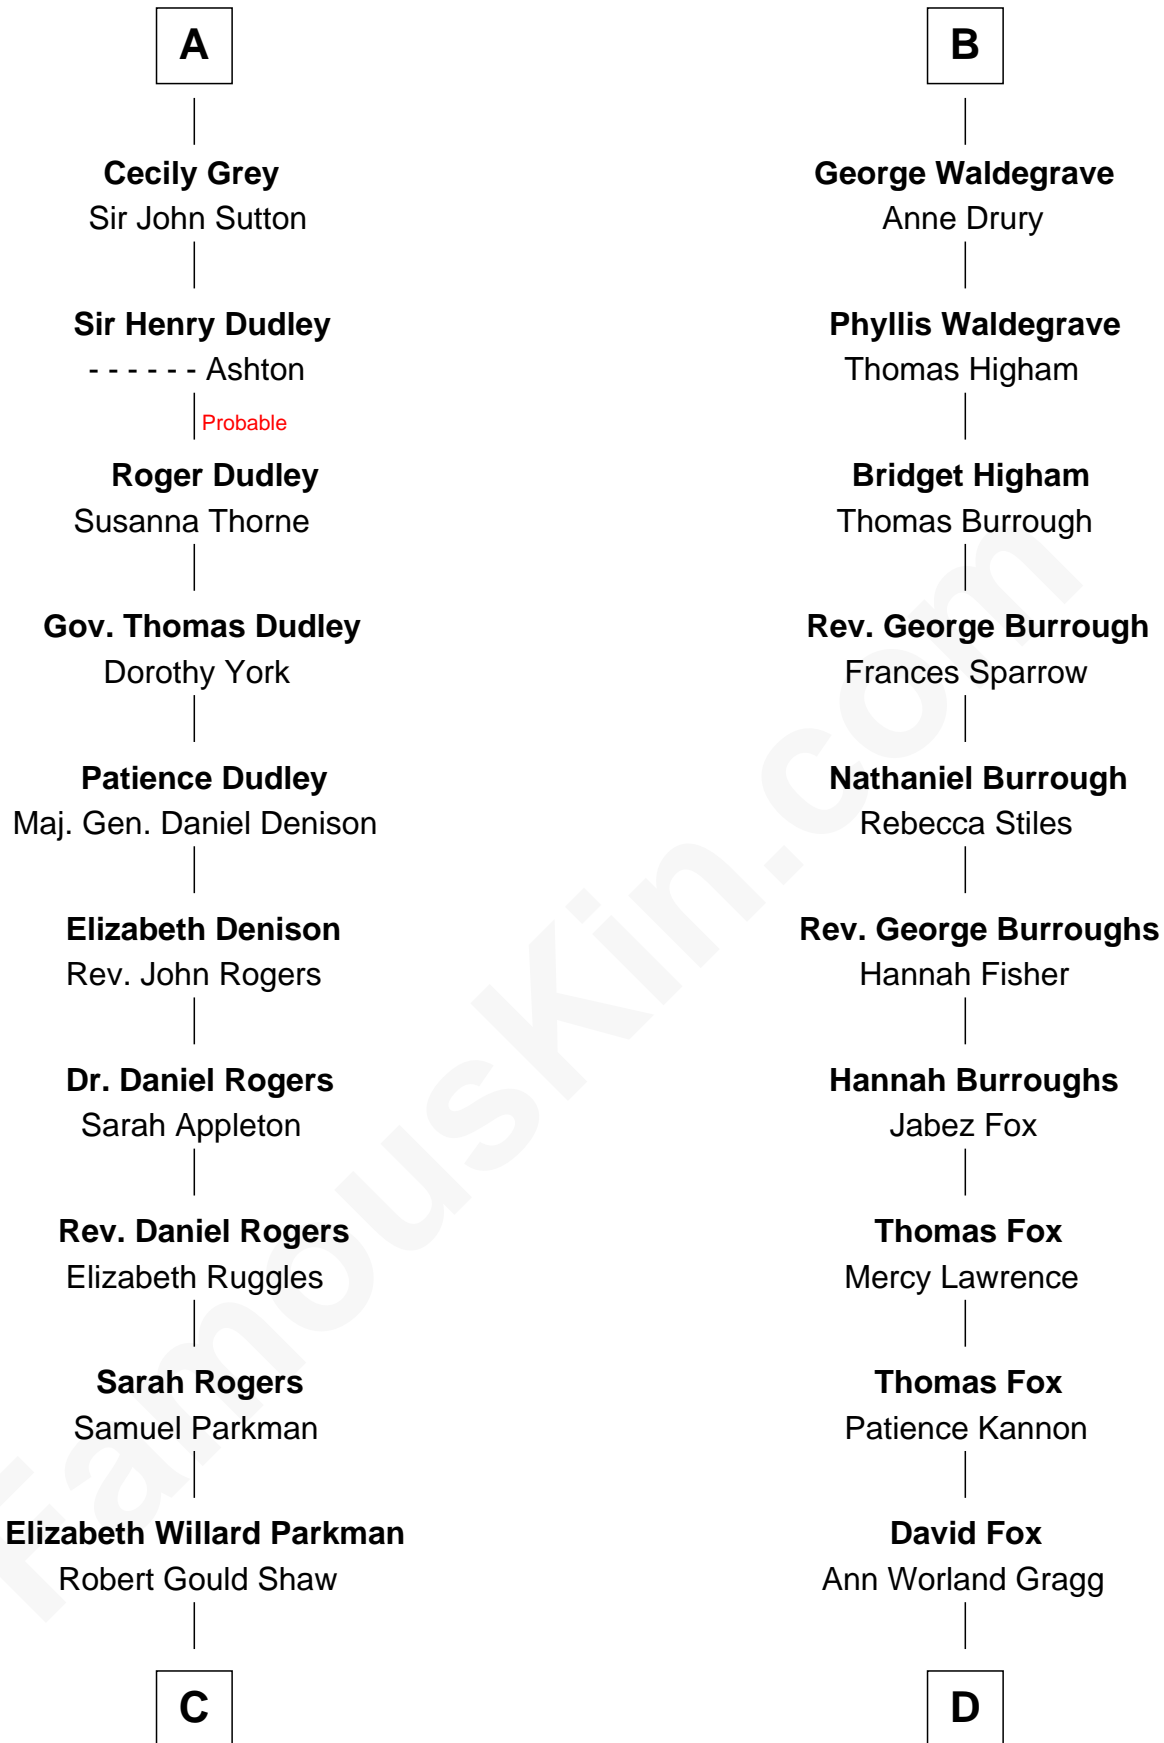 A
Cecily Grey
Sir John Sutton
Sir Henry Dudley
- - - - - - Ashton
Probable
Roger Dudley
Susanna Thorne
Gov. Thomas Dudley
Dorothy York
Patience Dudley
Maj. Gen. Daniel Denison
Elizabeth Denison
Rev. John Rogers
Dr. Daniel Rogers
Sarah Appleton
Rev. Daniel Rogers
Elizabeth Ruggles
Sarah Rogers
Samuel Parkman
Elizabeth Willard Parkman
Robert Gould Shaw
C
B
George Waldegrave
Anne Drury
Phyllis Waldegrave
Thomas Higham
Bridget Higham
Thomas Burrough
Rev. George Burrough
Frances Sparrow
Nathaniel Burrough
Rebecca Stiles
Rev. George Burroughs
Hannah Fisher
Hannah Burroughs
Jabez Fox
Thomas Fox
Mercy Lawrence
Thomas Fox
Patience Kannon
David Fox
Ann Worland Gragg
D
FamousKin.com